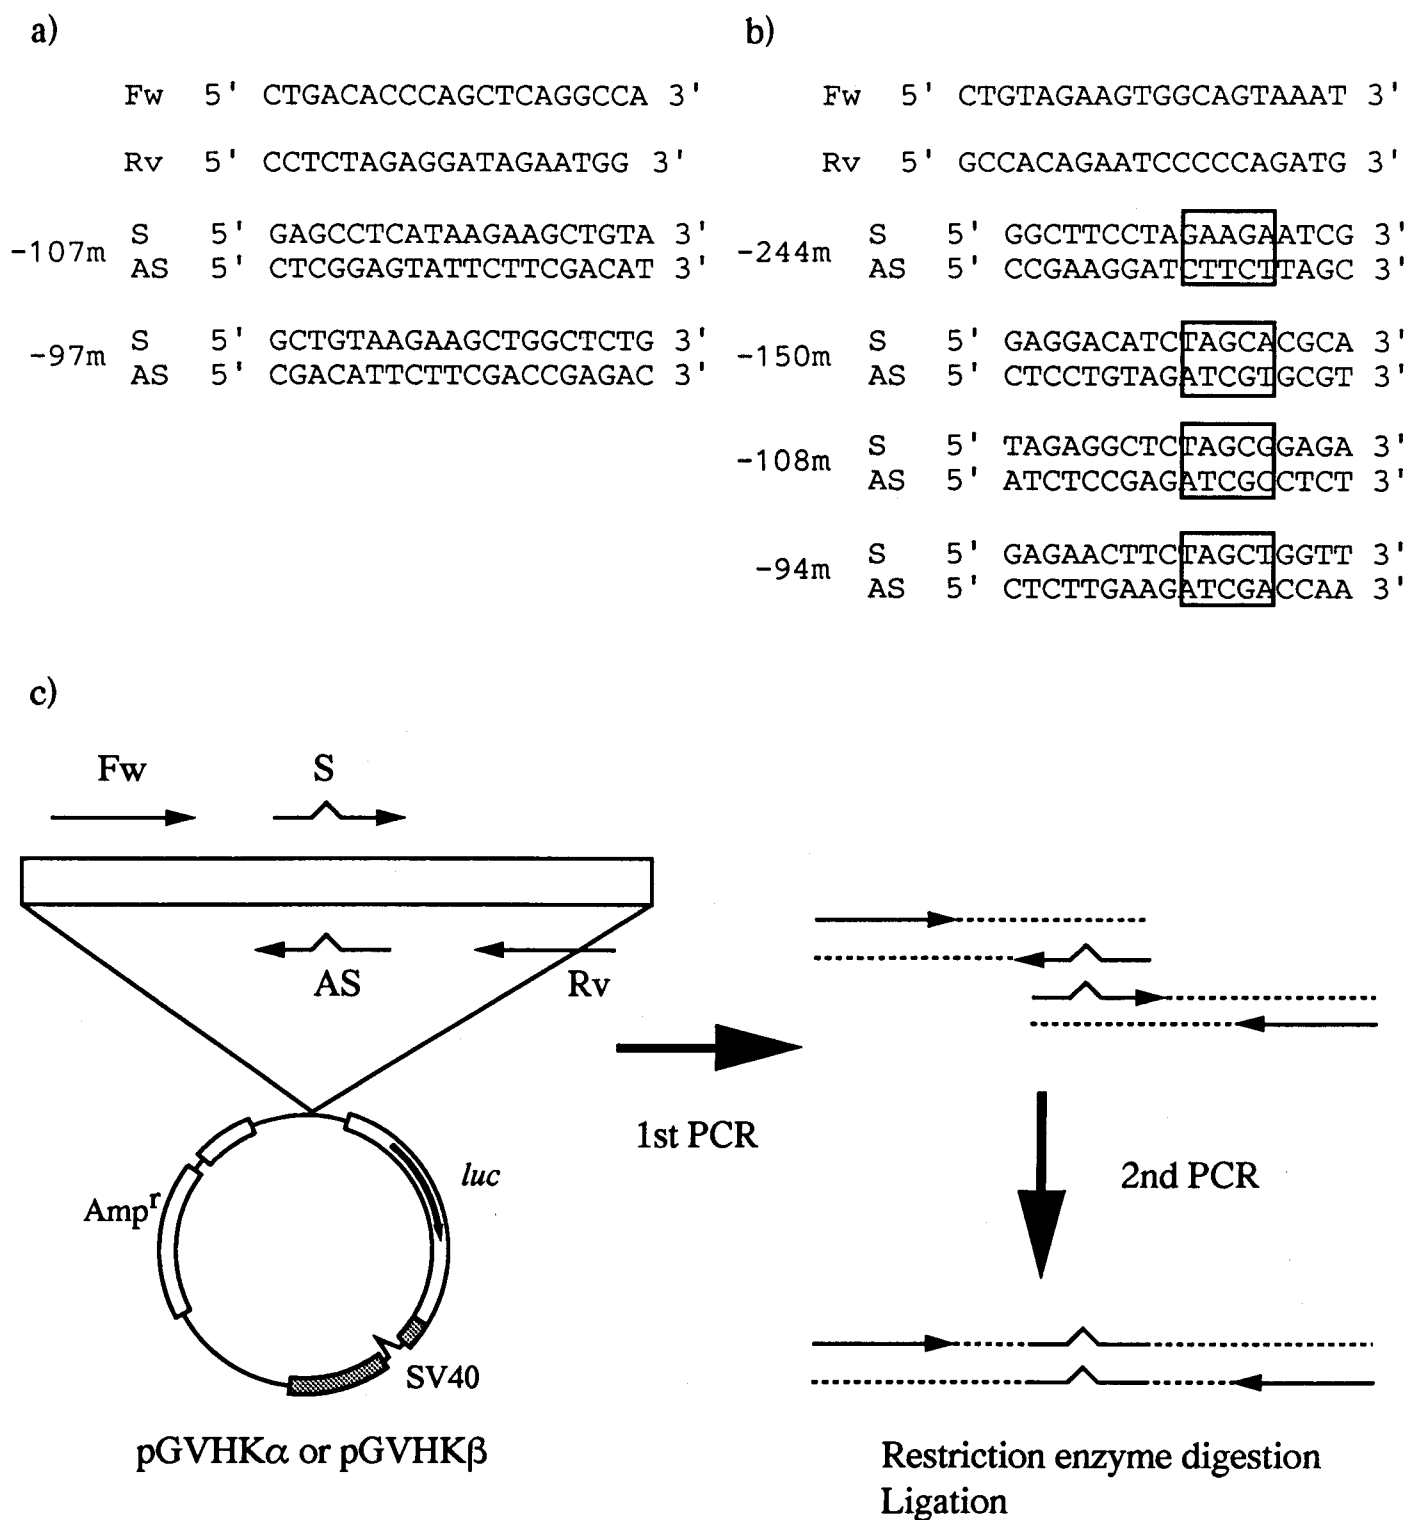 a)
Fw 5' CTGACACCCAGCTCAGGCCA 3'
Rv 5' CCTCTAGAGGATAGAATGG 3'
-107m
S 5' GAGCCTCATAAGAAGCTGTA 3'
AS 5' CTCGGAGTATTCTTCGACAT 3'
-97m
S 5' GCTGTAAGAAGCTGGCTCTG 3'
AS 5' CGACATTCTTCGACCGAGAC 3'
b)
Fw 5' CTGTAGAAGTGGCAGTAAAT 3'
Rv 5' GCCACAGAATCCCCCAGATG 3'
-244m
S 5' GGCTTCCTAGAAGAATCG 3'
AS 5' CCGAAGGATCTTCTTAGC 3'
-150m
S 5' GAGGACATCTAGCACGCA 3'
AS 5' CTCCTGTAGATCGTGCGT 3'
-108m
S 5' TAGAGGCTCTAGCGGAGA 3'
AS 5' ATCTCCGAGATCGCCTCT 3'
-94m
S 5' GAGAACTTCTAGCTGGTT 3'
AS 5' CTCTTGAAGATCGACCAA 3'
c)
Fw
S
AS
Rv
Amp^r
luc
SV40
pGVHKα or pGVHKβ
1st PCR
2nd PCR
Restriction enzyme digestion
Ligation